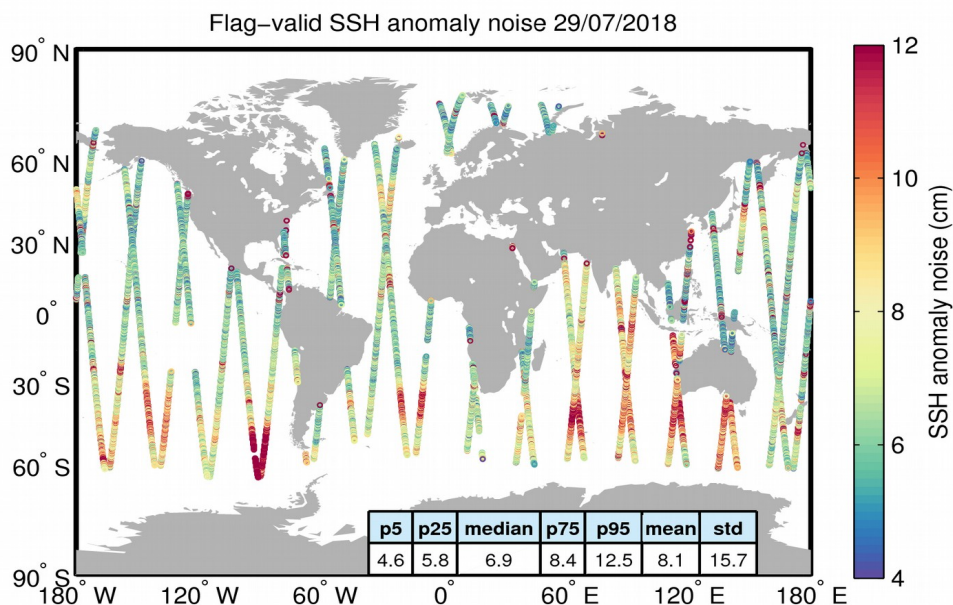 Flag−valid SSH anomaly noise 29/07/2018
90° N
60° N
30° N
0°
30° S
60° S
90° S
180° W
120° W
60° W
0°
60° E
120° E
180° E
12
10
8
6
4
SSH anomaly noise (cm)
p5 p25 median p75 p95 mean std
4.6 5.8 6.9 8.4 12.5 8.1 15.7